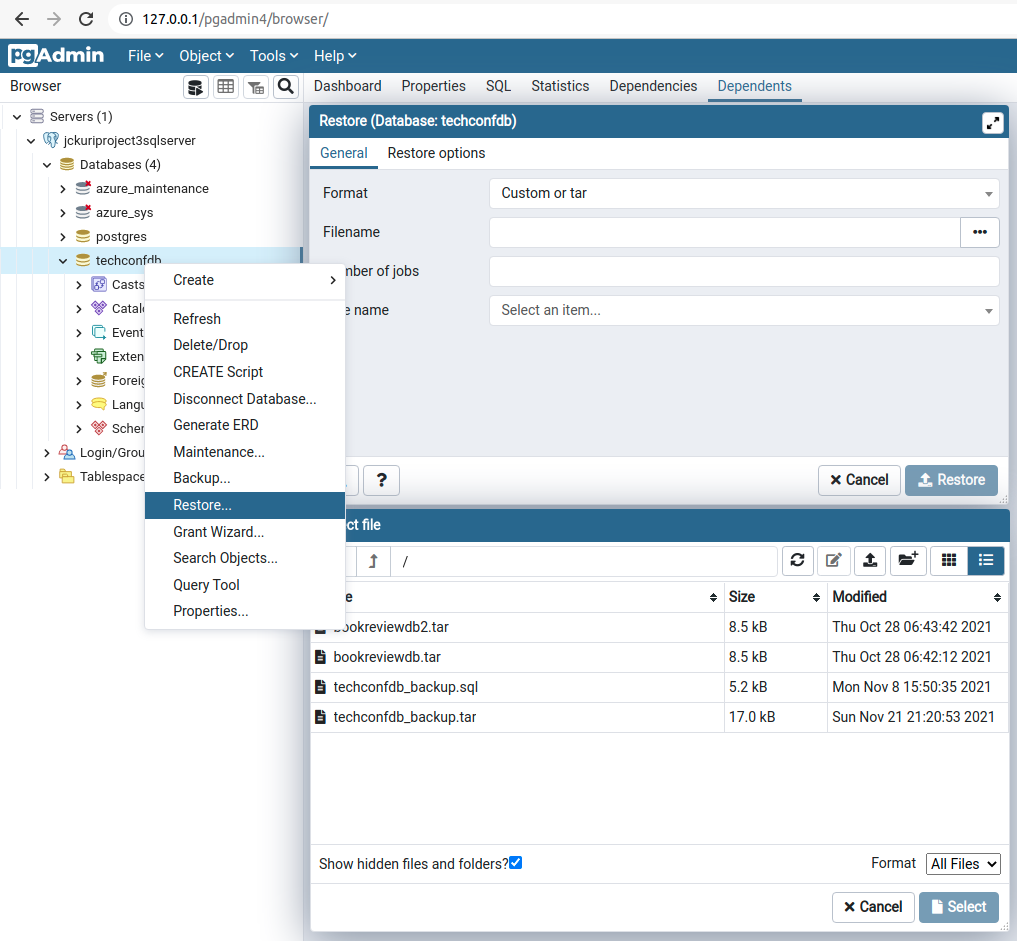 127.0.0.1/pgadmin4/browser/
pgAdmin File Object Tools Help
Browser
Dashboard Properties SQL Statistics Dependencies Dependents
Servers (1)
jckuriproject3sqlserver
Databases (4)
azure_maintenance
azure_sys
postgres
techconfdb
Casts
Catal
Event
Exten
Foreig
Langu
Schem
Login/Grou
Tablespace
Create
Refresh
Delete/Drop
CREATE Script
Disconnect Database...
Generate ERD
Maintenance...
Backup...
Restore...
Grant Wizard...
Search Objects...
Query Tool
Properties...
Restore (Database: techconfdb)
General Restore options
Format Custom or tar
Filename
mber of jobs
e name Select an item...
? Cancel Restore
ct file
/
e Size Modified
bookreviewdb2.tar 8.5 kB Thu Oct 28 06:43:42 2021
bookreviewdb.tar 8.5 kB Thu Oct 28 06:42:12 2021
techconfdb_backup.sql 5.2 kB Mon Nov 8 15:50:35 2021
techconfdb_backup.tar 17.0 kB Sun Nov 21 21:20:53 2021
Show hidden files and folders? Format All Files
Cancel Select